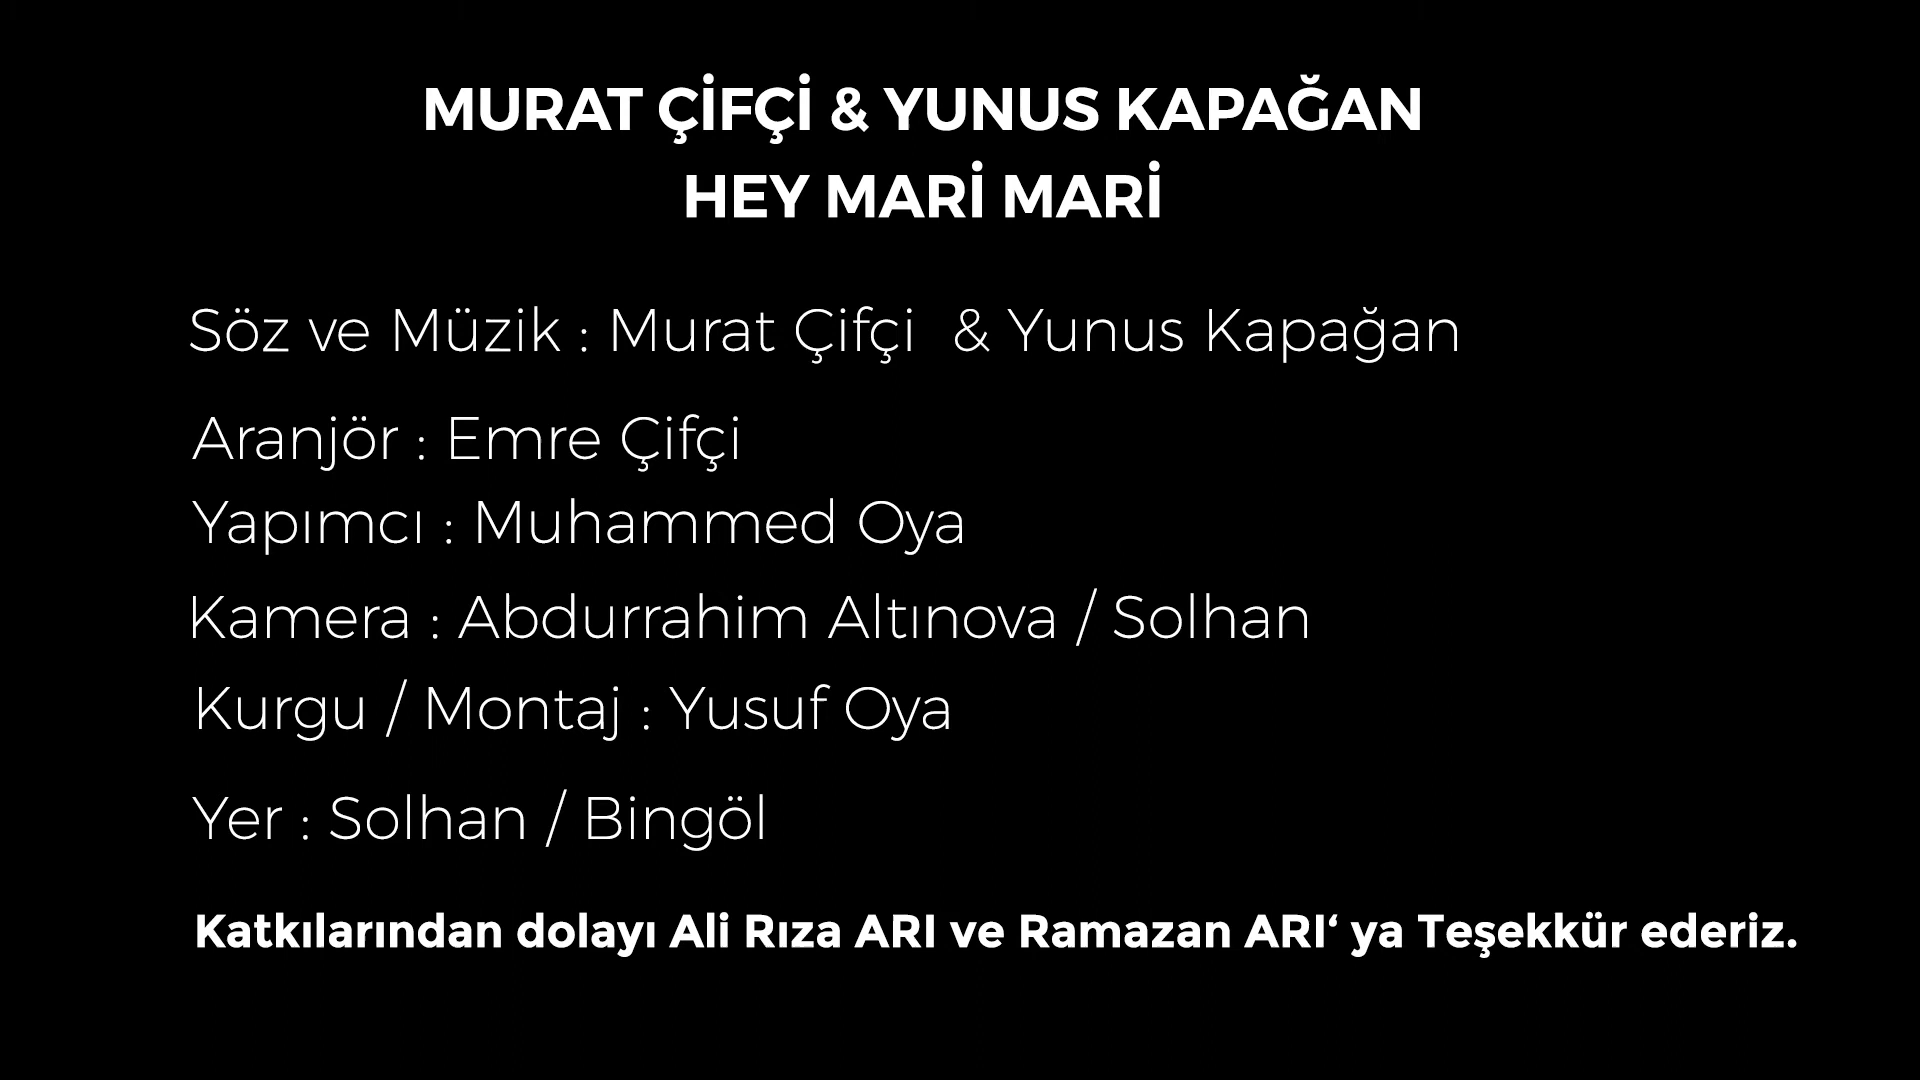 MURAT ÇİFÇİ & YUNUS KAPAĞAN
HEY MARİ MARİ
Söz ve Müzik : Murat Çifçi & Yunus Kapağan
Aranjör : Emre Çifçi
Yapımcı : Muhammed Oya
Kamera : Abdurrahim Altınova / Solhan
Kurgu / Montaj : Yusuf Oya
Yer : Solhan / Bingöl
Katkılarından dolayı Ali Rıza ARI ve Ramazan ARI‘ ya Teşekkür ederiz.